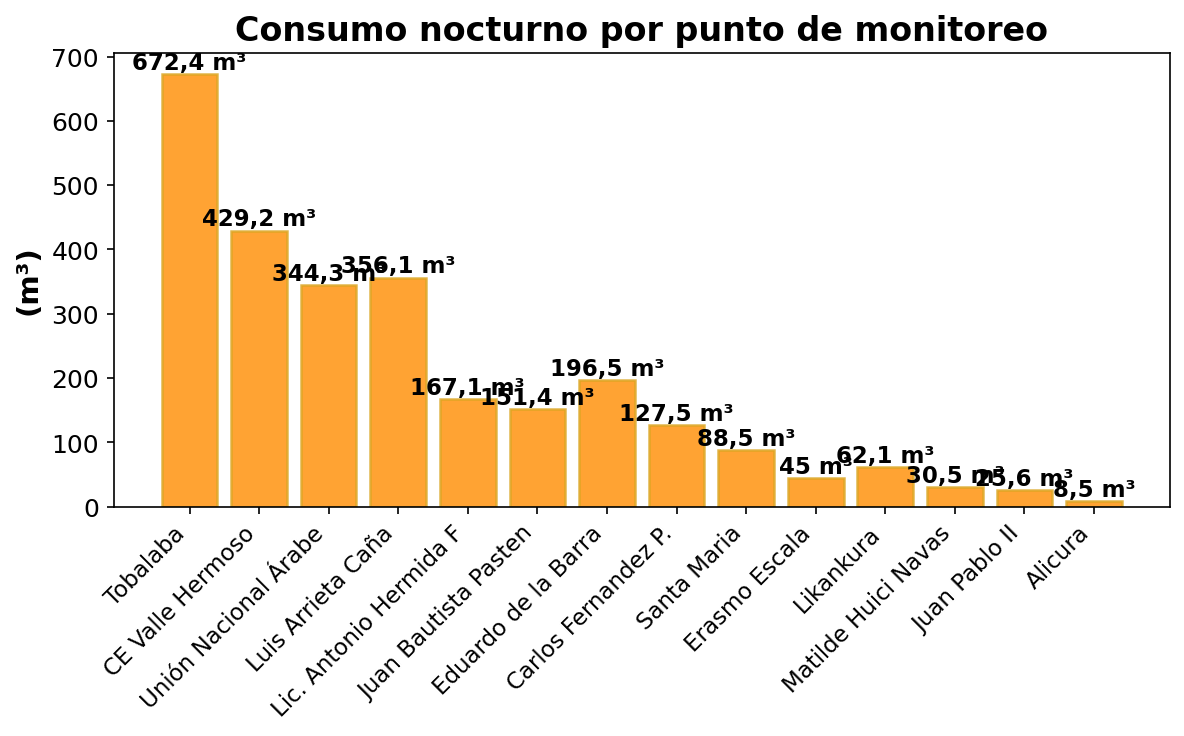 Consumo nocturno por punto de monitoreo
(m³)
700
600
500
400
300
200
100
0
672,4 m³
429,2 m³
344,3 m³
356,1 m³
167,1 m³
151,4 m³
196,5 m³
127,5 m³
88,5 m³
45 m³
62,1 m³
30,5 m³
25,6 m³
8,5 m³
Tobalaba
CE Valle Hermoso
Unión Nacional Árabe
Luis Arrieta Caña
Lic. Antonio Hermida F
Juan Bautista Pasten
Eduardo de la Barra
Carlos Fernandez P.
Santa Maria
Erasmo Escala
Likankura
Matilde Huici Navas
Juan Pablo II
Alicura